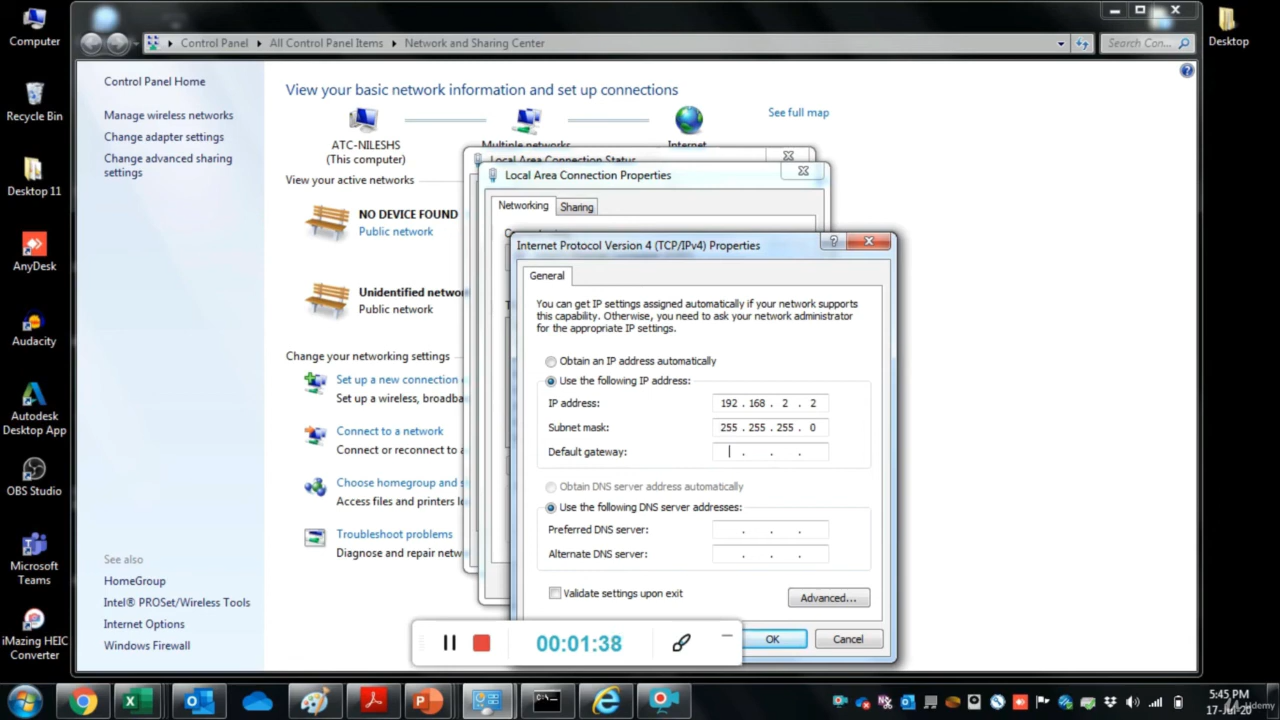 Computer
Recycle Bin
Desktop 11
AnyDesk
Audacity
Autodesk
Desktop App
OBS Studio
Microsoft
Teams
iMazing HEIC
Converter
Desktop
Control Panel
All Control Panel Items
Network and Sharing Center
Search Con...
Control Panel Home
Manage wireless networks
Change adapter settings
Change advanced sharing
settings
See also
HomeGroup
Intel® PROSet/Wireless Tools
Internet Options
Windows Firewall
View your basic network information and set up connections
See full map
ATC-NILESHS
(This computer)
Multiple networks
Internet
View your active networks
NO DEVICE FOUND
Public network
Unidentified netwo
Public network
Change your networking settings
Set up a new connection
Set up a wireless, broadba
Connect to a network
Connect or reconnect to a
Choose homegroup and s
Access files and printers lo
Troubleshoot problems
Diagnose and repair netw
Local Area Connection Status
Local Area Connection Properties
Networking
Sharing
Internet Protocol Version 4 (TCP/IPv4) Properties
General
You can get IP settings assigned automatically if your network supports
this capability. Otherwise, you need to ask your network administrator
for the appropriate IP settings.
Obtain an IP address automatically
Use the following IP address:
IP address: 192 . 168 . 2 . 2
Subnet mask: 255 . 255 . 255 . 0
Default gateway: . . .
Obtain DNS server address automatically
Use the following DNS server addresses:
Preferred DNS server: . . .
Alternate DNS server: . . .
Validate settings upon exit
Advanced...
OK
Cancel
00:01:38
5:45 PM
17-Jul-20
Udemy